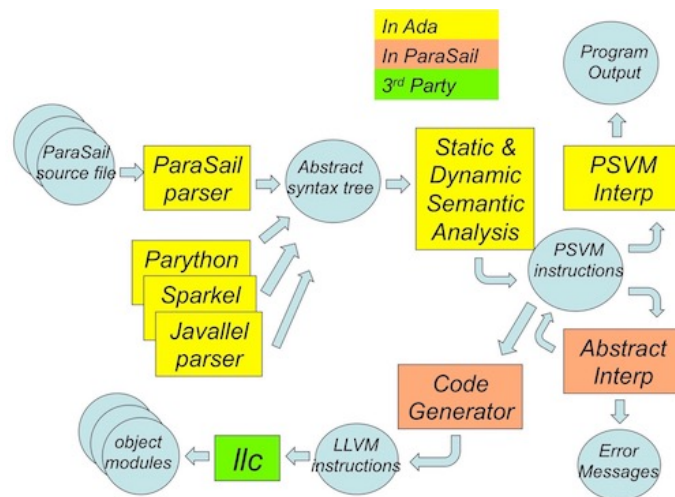 In Ada
In ParaSail
3rd Party
Program
Output
ParaSail
source file
ParaSail
parser
Abstract
syntax tree
Static &
Dynamic
Semantic
Analysis
PSVM
Interp
Parython
Sparkel
Javallel
parser
PSVM
instructions
Code
Generator
Abstract
Interp
object
modules
llc
LLVM
instructions
Error
Messages